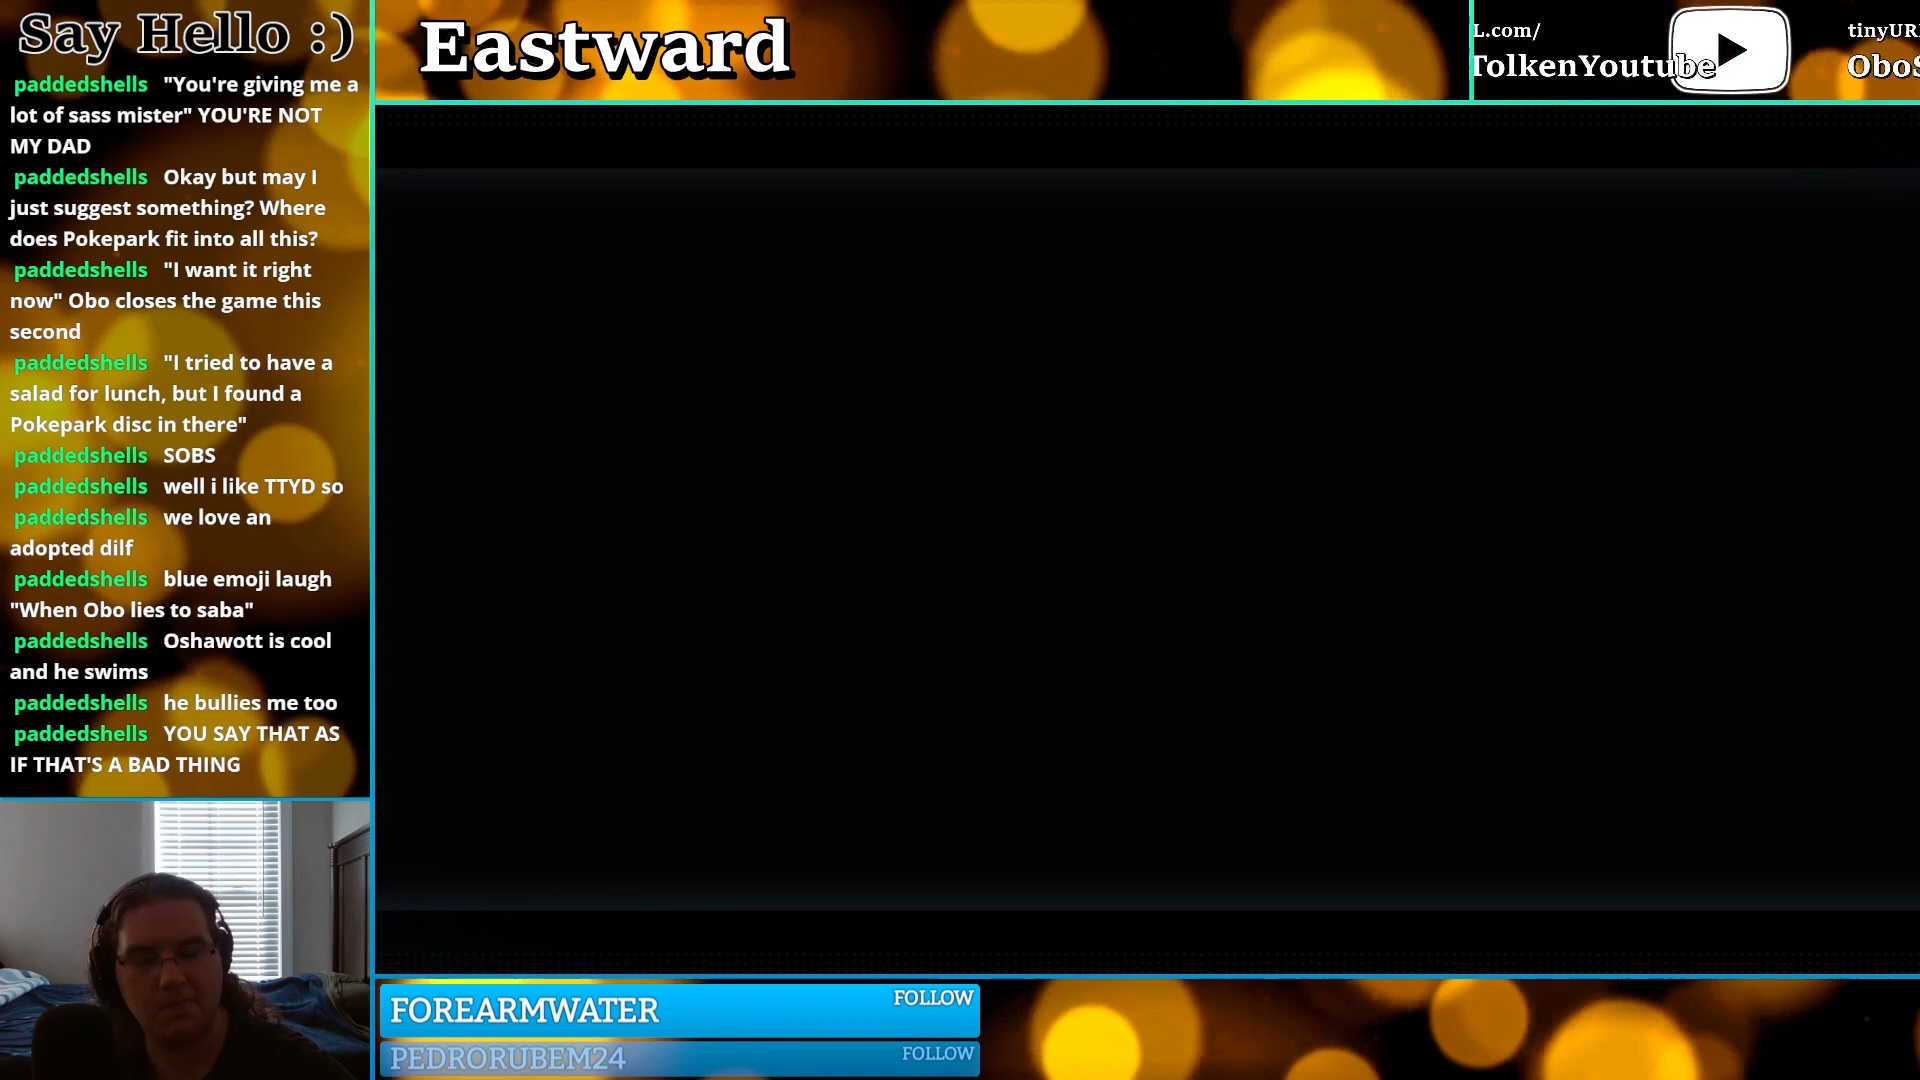 Say Hello :)
paddedshells "You're giving me a
lot of sass mister" YOU'RE NOT
MY DAD
paddedshells Okay but may I
just suggest something? Where
does Pokepark fit into all this?
paddedshells "I want it right
now" Obo closes the game this
second
paddedshells "I tried to have a
salad for lunch, but I found a
Pokepark disc in there"
paddedshells SOBS
paddedshells well i like TTYD so
paddedshells we love an
adopted dilf
paddedshells blue emoji laugh
"When Obo lies to saba"
paddedshells Oshawott is cool
and he swims
paddedshells he bullies me too
paddedshells YOU SAY THAT AS
IF THAT'S A BAD THING
Eastward
L.com/
TolkenYoutube
tinyUR
OboS
FOREARMWATER FOLLOW
PEDRORUBEM24 FOLLOW